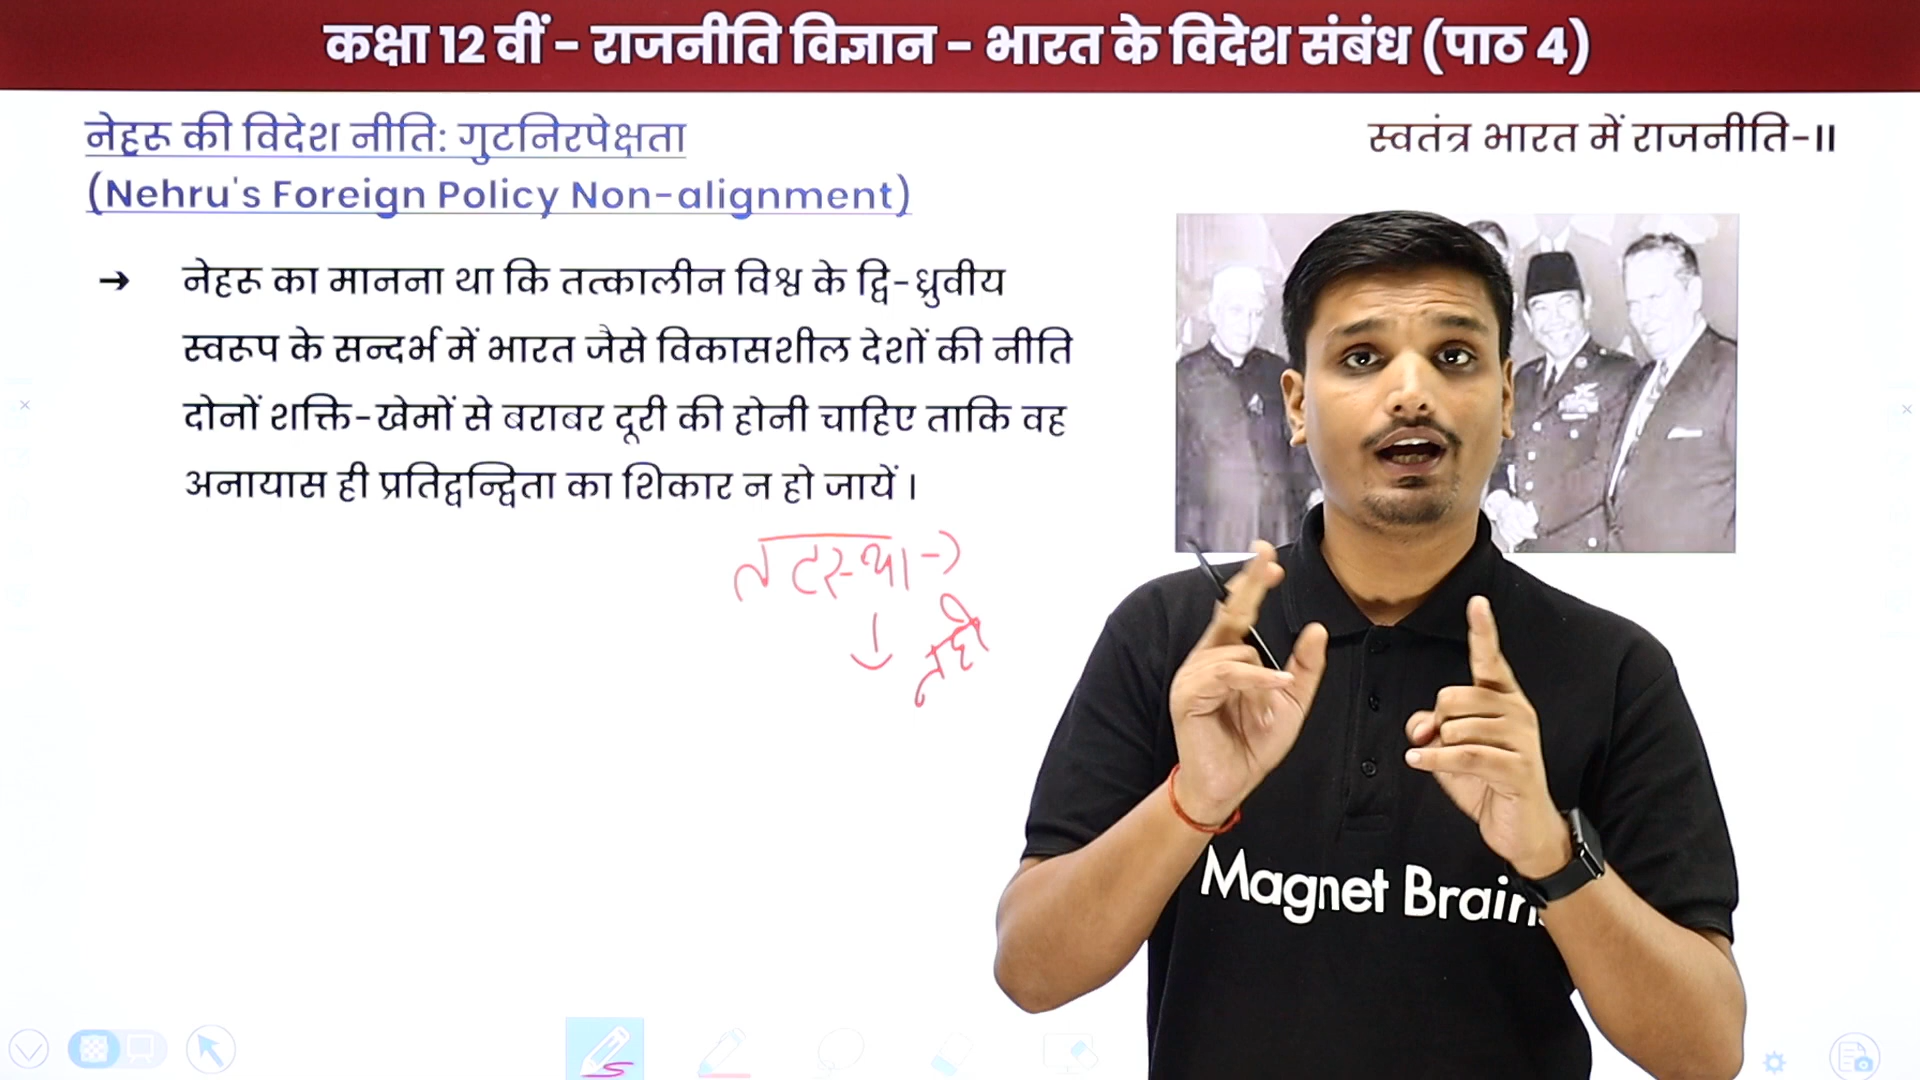 कक्षा 12 वीं - राजनीति विज्ञान - भारत के विदेश संबंध (पाठ 4)
नेहरू की विदेश नीति: गुटनिरपेक्षता
(Nehru's Foreign Policy Non-alignment)
स्वतंत्र भारत में राजनीति-II
→ नेहरू का मानना था कि तत्कालीन विश्व के द्वि-ध्रुवीय
स्वरूप के सन्दर्भ में भारत जैसे विकासशील देशों की नीति
दोनों शक्ति-खेमों से बराबर दूरी की होनी चाहिए ताकि वह
अनायास ही प्रतिद्वन्द्विता का शिकार न हो जायें ।
तटस्था →
नही
Magnet Brain